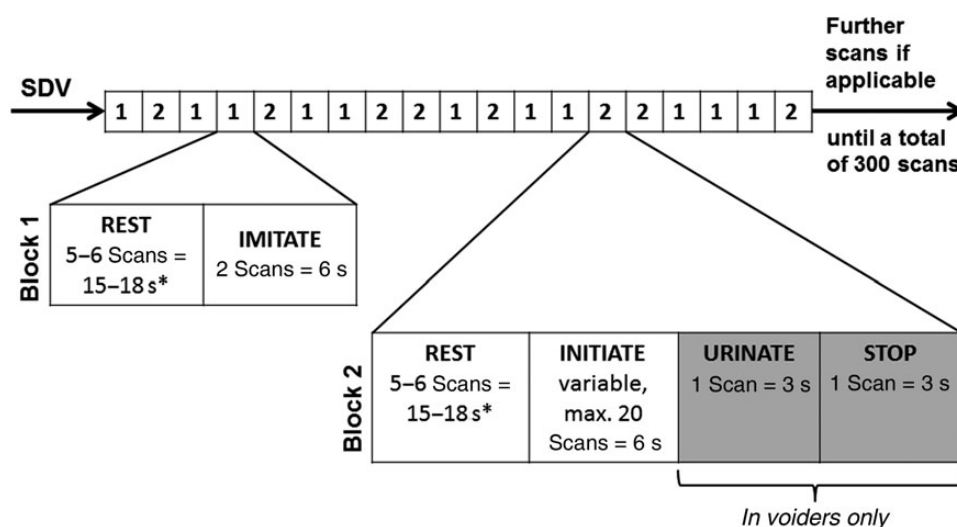 SDV
1 2 1 1 2 1 1 2 2 1 2 1 1 2 2 1 1 1 2
Further
scans if
applicable
until a total
of 300 scans
Block 1
REST
5–6 Scans =
15–18 s*
IMITATE
2 Scans = 6 s
Block 2
REST
5–6 Scans =
15–18 s*
INITIATE
variable,
max. 20
Scans = 6 s
URINATE
1 Scan = 3 s
STOP
1 Scan = 3 s
In voiders only